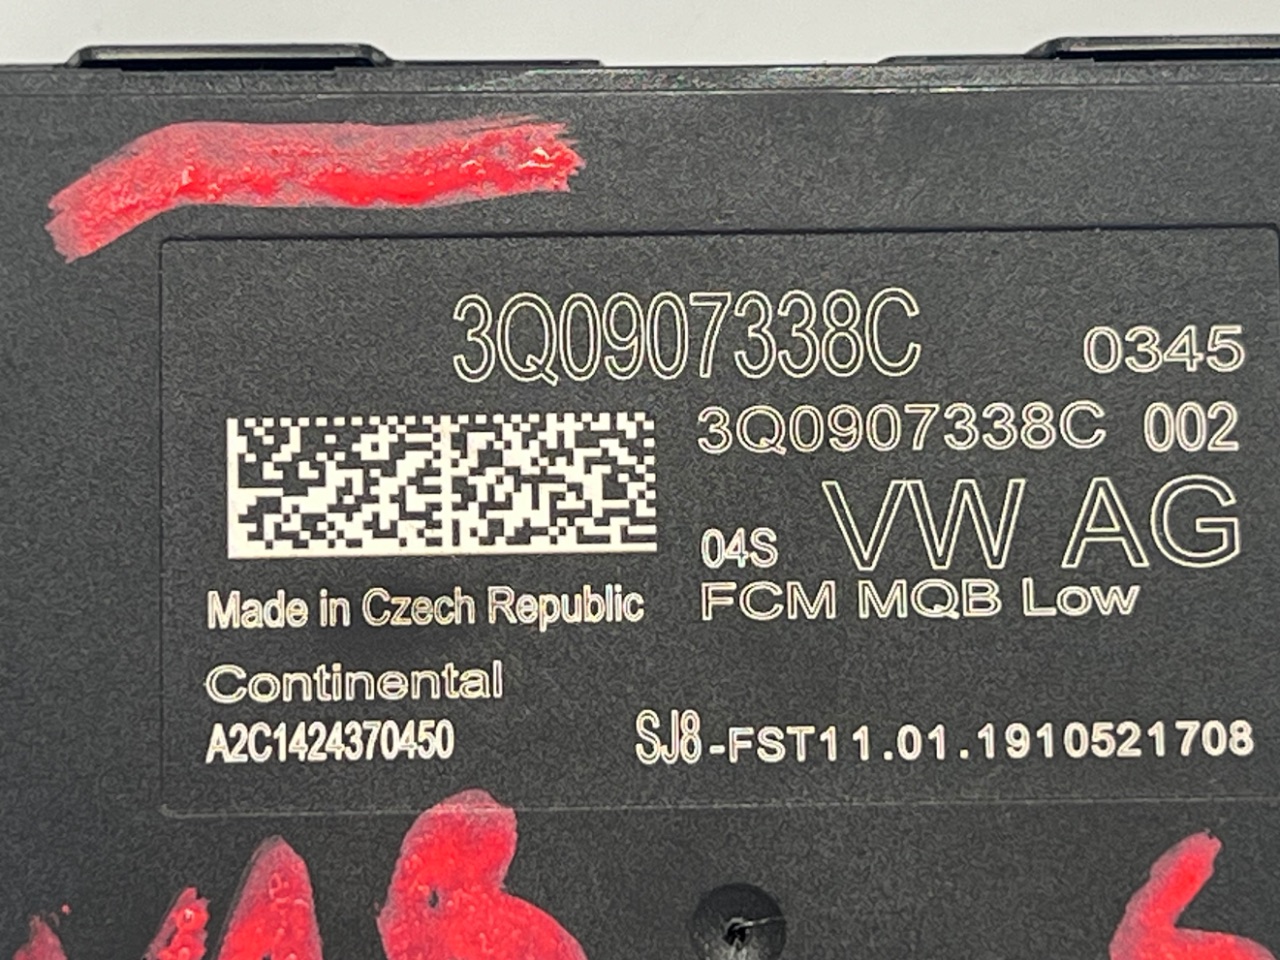 3Q0907338C
0345
3Q0907338C 002
04S VW AG
FCM MQB Low
Made in Czech Republic
Continental
A2C1424370450
SJ8-FST11.01.1910521708